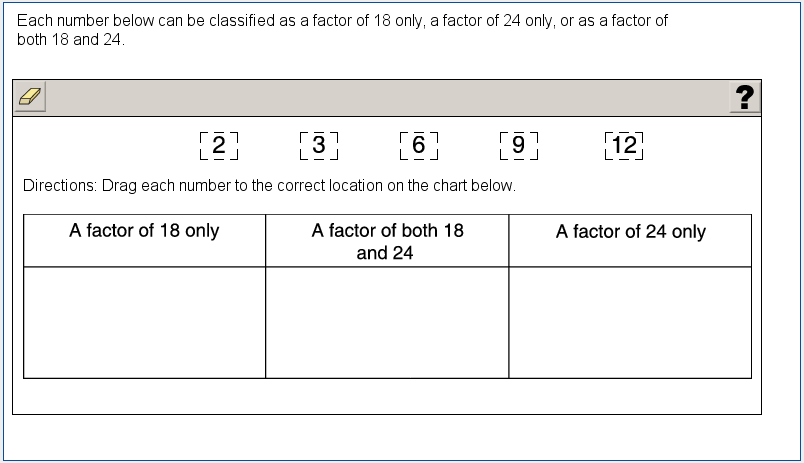 Each number below can be classified as a factor of 18 only, a factor of 24 only, or as a factor of
both 18 and 24.
?
2 3 6 9 12
Directions: Drag each number to the correct location on the chart below.
A factor of 18 only
A factor of both 18
and 24
A factor of 24 only